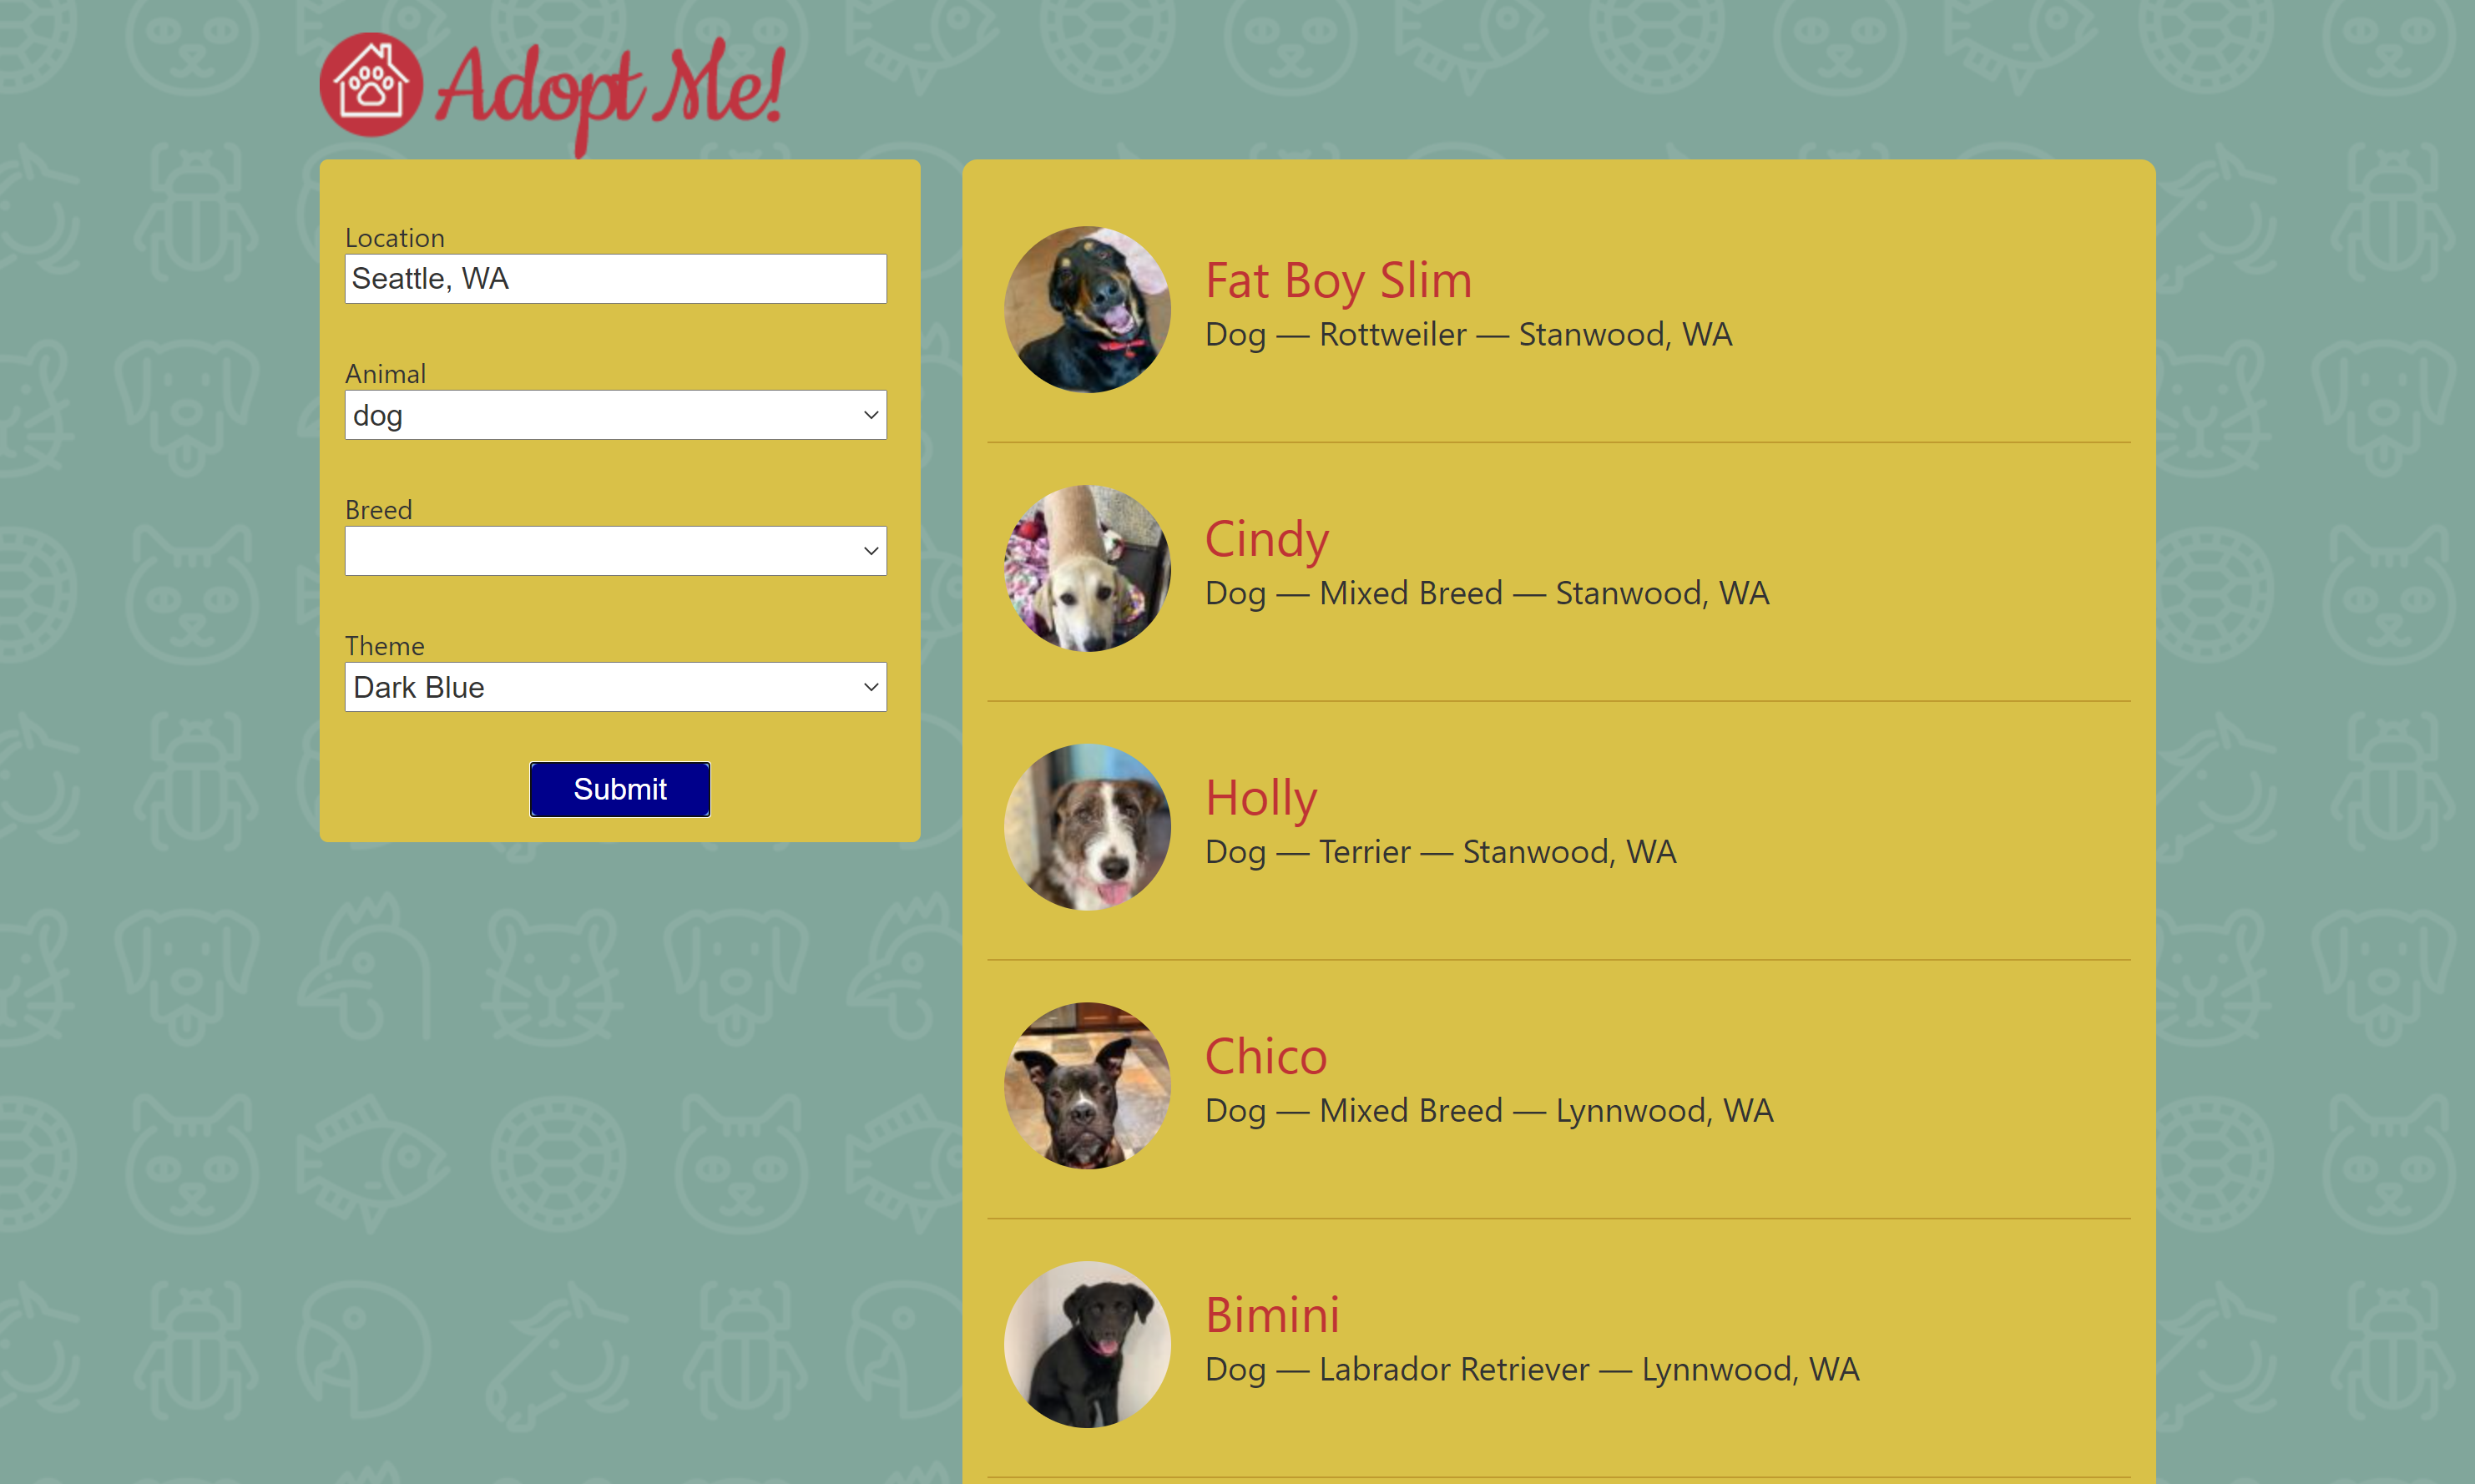 Adopt Me!
Location
Seattle, WA
Animal
dog
Breed
Theme
Dark Blue
Submit
Fat Boy Slim
Dog — Rottweiler — Stanwood, WA
Cindy
Dog — Mixed Breed — Stanwood, WA
Holly
Dog — Terrier — Stanwood, WA
Chico
Dog — Mixed Breed — Lynnwood, WA
Bimini
Dog — Labrador Retriever — Lynnwood, WA